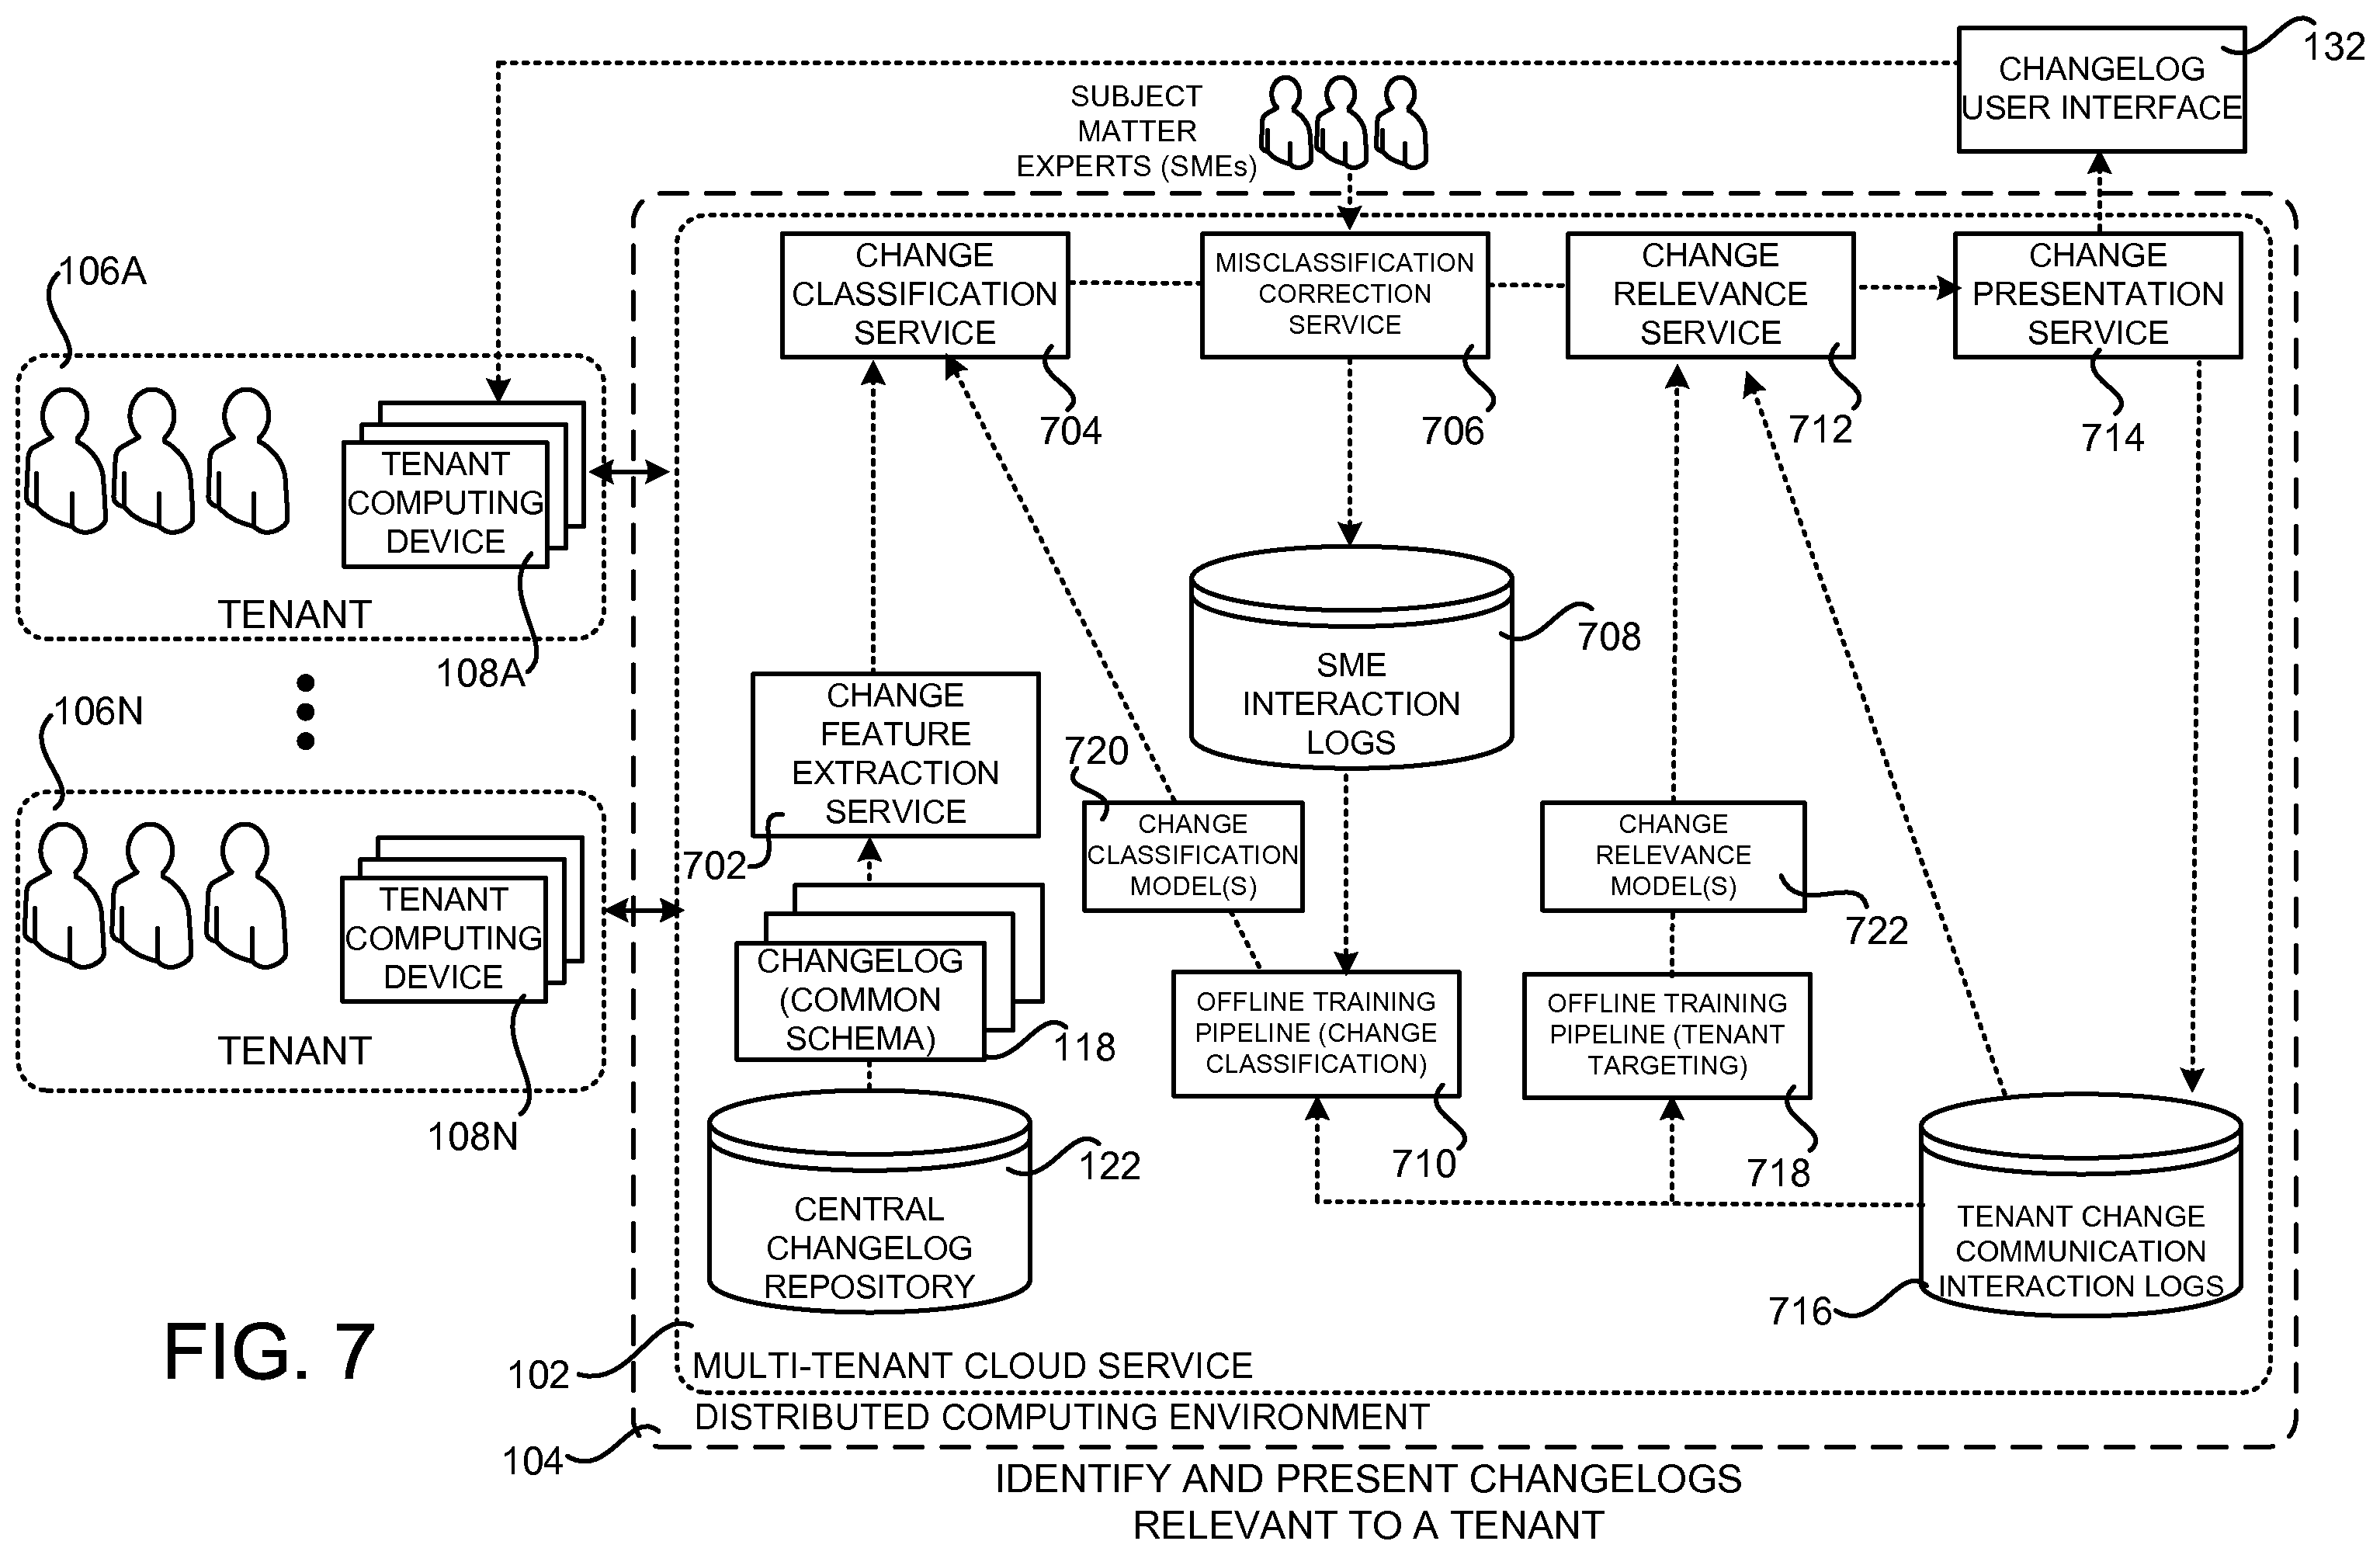 132
CHANGELOG
USER INTERFACE
SUBJECT
MATTER
EXPERTS (SMEs)
106A
TENANT
COMPUTING
DEVICE
TENANT
108A
106N
TENANT
COMPUTING
DEVICE
TENANT
108N
CHANGE
CLASSIFICATION
SERVICE
704
MISCLASSIFICATION
CORRECTION
SERVICE
706
CHANGE
RELEVANCE
SERVICE
712
CHANGE
PRESENTATION
SERVICE
714
SME
INTERACTION
LOGS
708
CHANGE
FEATURE
EXTRACTION
SERVICE
702
720
CHANGE
CLASSIFICATION
MODEL(S)
CHANGE
RELEVANCE
MODEL(S)
722
CHANGELOG
(COMMON
SCHEMA)
118
OFFLINE TRAINING
PIPELINE (CHANGE
CLASSIFICATION)
710
OFFLINE TRAINING
PIPELINE (TENANT
TARGETING)
718
CENTRAL
CHANGELOG
REPOSITORY
122
TENANT CHANGE
COMMUNICATION
INTERACTION LOGS
716
FIG. 7
102
MULTI-TENANT CLOUD SERVICE
DISTRIBUTED COMPUTING ENVIRONMENT
104
IDENTIFY AND PRESENT CHANGELOGS
RELEVANT TO A TENANT